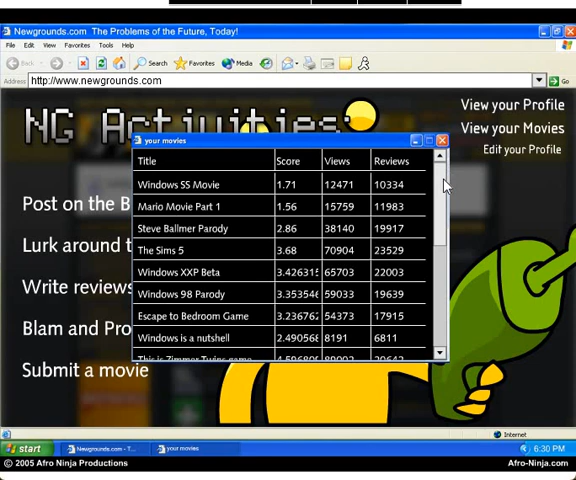 Newgrounds.com The Problems of the Future, Today!
File Edit View Favorites Tools Help
Back Search Favorites Media
Address http://www.newgrounds.com Go
NG Activities:
View your Profile
View your Movies
Edit your Profile
your movies
Title Score Views Reviews
Windows SS Movie 1.71 12471 10334
Mario Movie Part 1 1.56 15759 11983
Steve Ballmer Parody 2.86 38140 19917
The Sims 5 3.68 70904 23529
Windows XXP Beta 3.426315 65703 22003
Windows 98 Parody 3.353546 59033 19639
Escape to Bedroom Game 3.236762 54373 17915
Windows is a nutshell 2.490566 8191 6811
This is Zimmer Twins game
Post on the B
Lurk around t
Write reviews
Blam and Pro
Submit a movie
Internet
start Newgrounds.com - T... your movies 6:30 PM
© 2005 Afro Ninja Productions Afro-Ninja.com